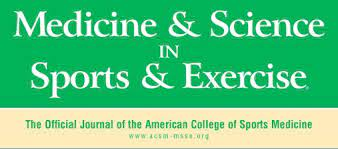 Medicine & Science
IN
Sports & Exercise®
The Official Journal of the American College of Sports Medicine
www.acsm-msse.org